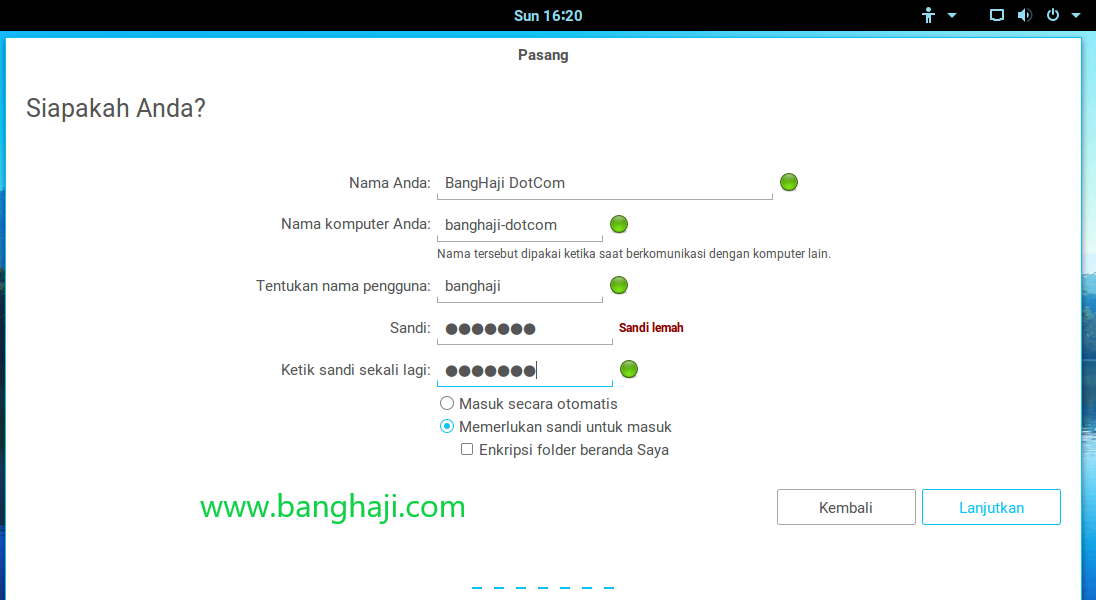 Sun 16:20
Pasang
Siapakah Anda?
Nama Anda: BangHaji DotCom
Nama komputer Anda: banghaji-dotcom
Nama tersebut dipakai ketika saat berkomunikasi dengan komputer lain.
Tentukan nama pengguna: banghaji
Sandi: ●●●●●●● Sandi lemah
Ketik sandi sekali lagi: ●●●●●●●
Masuk secara otomatis
Memerlukan sandi untuk masuk
Enkripsi folder beranda Saya
www.banghaji.com
Kembali Lanjutkan